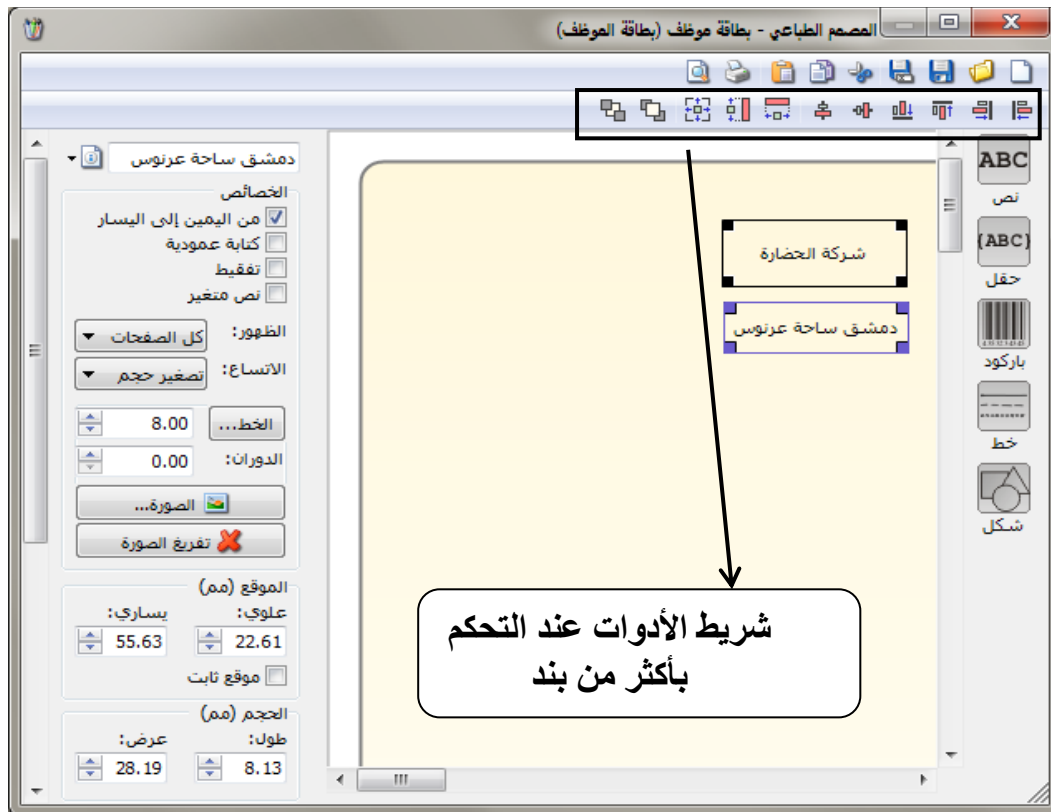 المصمم الطباعي - بطاقة موظف (بطاقة الموظف)
ABC
نص
{ABC}
حقل
باركود
خط
شكل
شركة الحضارة
دمشق ساحة عرنوس
شريط الأدوات عند التحكم
بأكثر من بند
دمشق ساحة عرنوس
الخصائص
من اليمين إلى اليسار
كتابة عمودية
تفقيط
نص متغير
الظهور: كل الصفحات
الاتساع: تصغير حجم
الخط... 8.00
الدوران: 0.00
الصورة...
تفريغ الصورة
الموقع (مم)
علوي: يساري:
22.61 55.63
موقع ثابت
الحجم (مم)
طول: عرض:
8.13 28.19